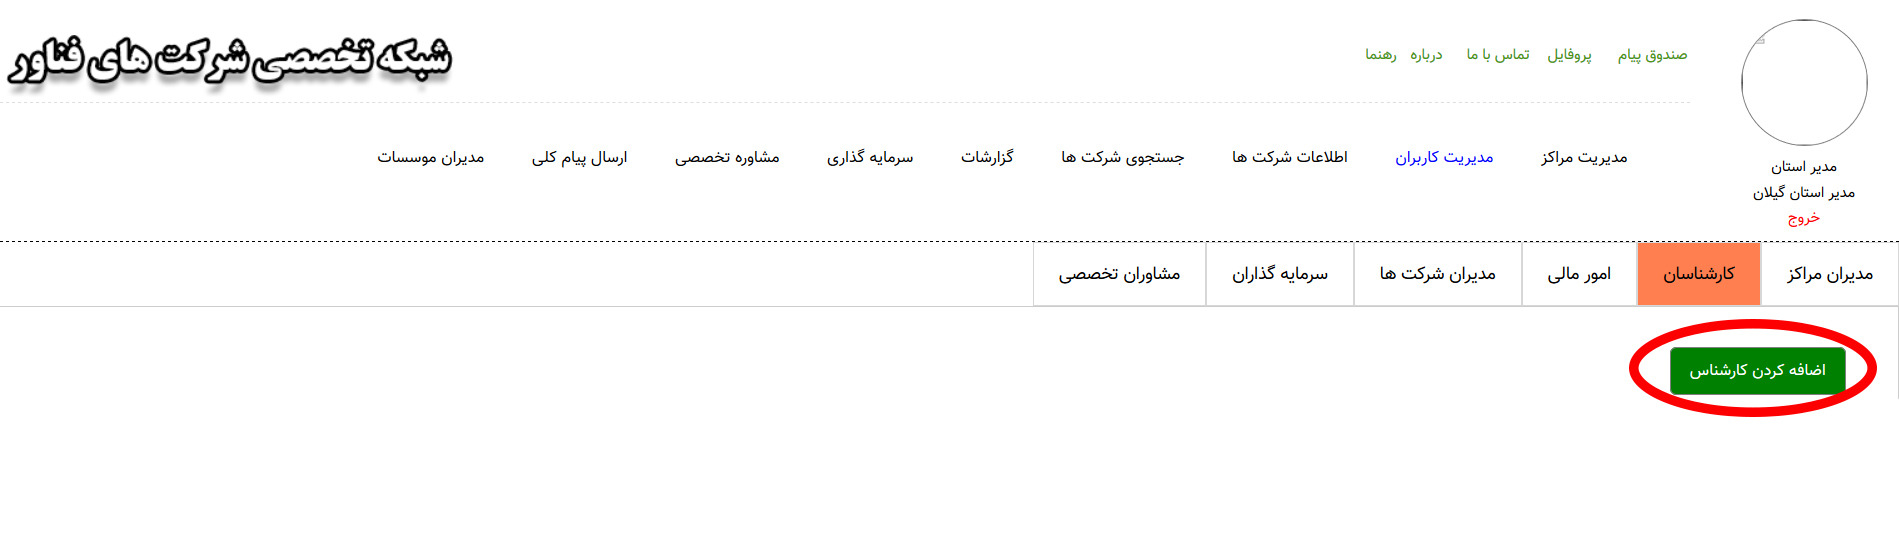 شبکه تخصصی شرکت های فناور
صندوق پیام پروفایل تماس با ما درباره رهنما
مدیریت مراکز مدیریت کاربران اطلاعات شرکت ها جستجوی شرکت ها گزارشات سرمایه گذاری مشاوره تخصصی ارسال پیام کلی مدیران موسسات
مدیر استان
مدیر استان گیلان
خروج
مدیران مراکز کارشناسان امور مالی مدیران شرکت ها سرمایه گذاران مشاوران تخصصی
اضافه کردن کارشناس